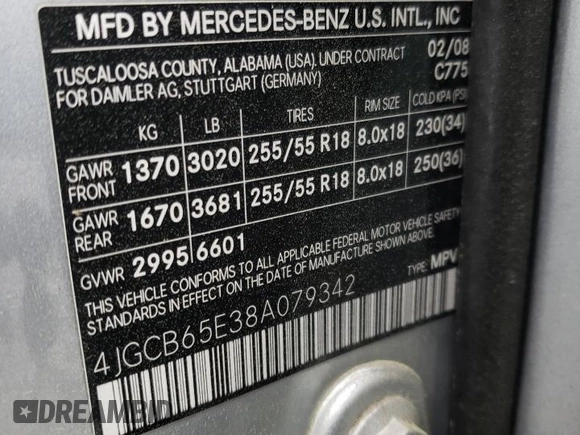 MFD BY MERCEDES-BENZ U.S. INTL., INC
TUSCALOOSA COUNTY, ALABAMA (USA), UNDER CONTRACT 02/08
FOR DAIMLER AG, STUTTGART (GERMANY) C775
KG LB TIRES RIM SIZE COLD KPA (PSI
GAWR FRONT 1370 3020 255/55 R18 8.0x18 230(34)
GAWR REAR 1670 3681 255/55 R18 8.0x18 250(36)
GVWR 2995 6601
THIS VEHICLE CONFORMS TO ALL APPLICABLE FEDERAL MOTOR VEHICLE SAFETY
STANDARDS IN EFFECT ON THE DATE OF MANUFACTURE SHOWN ABOVE.
TYPE: MPV
4JGCB65E38A079342
DREAMBID